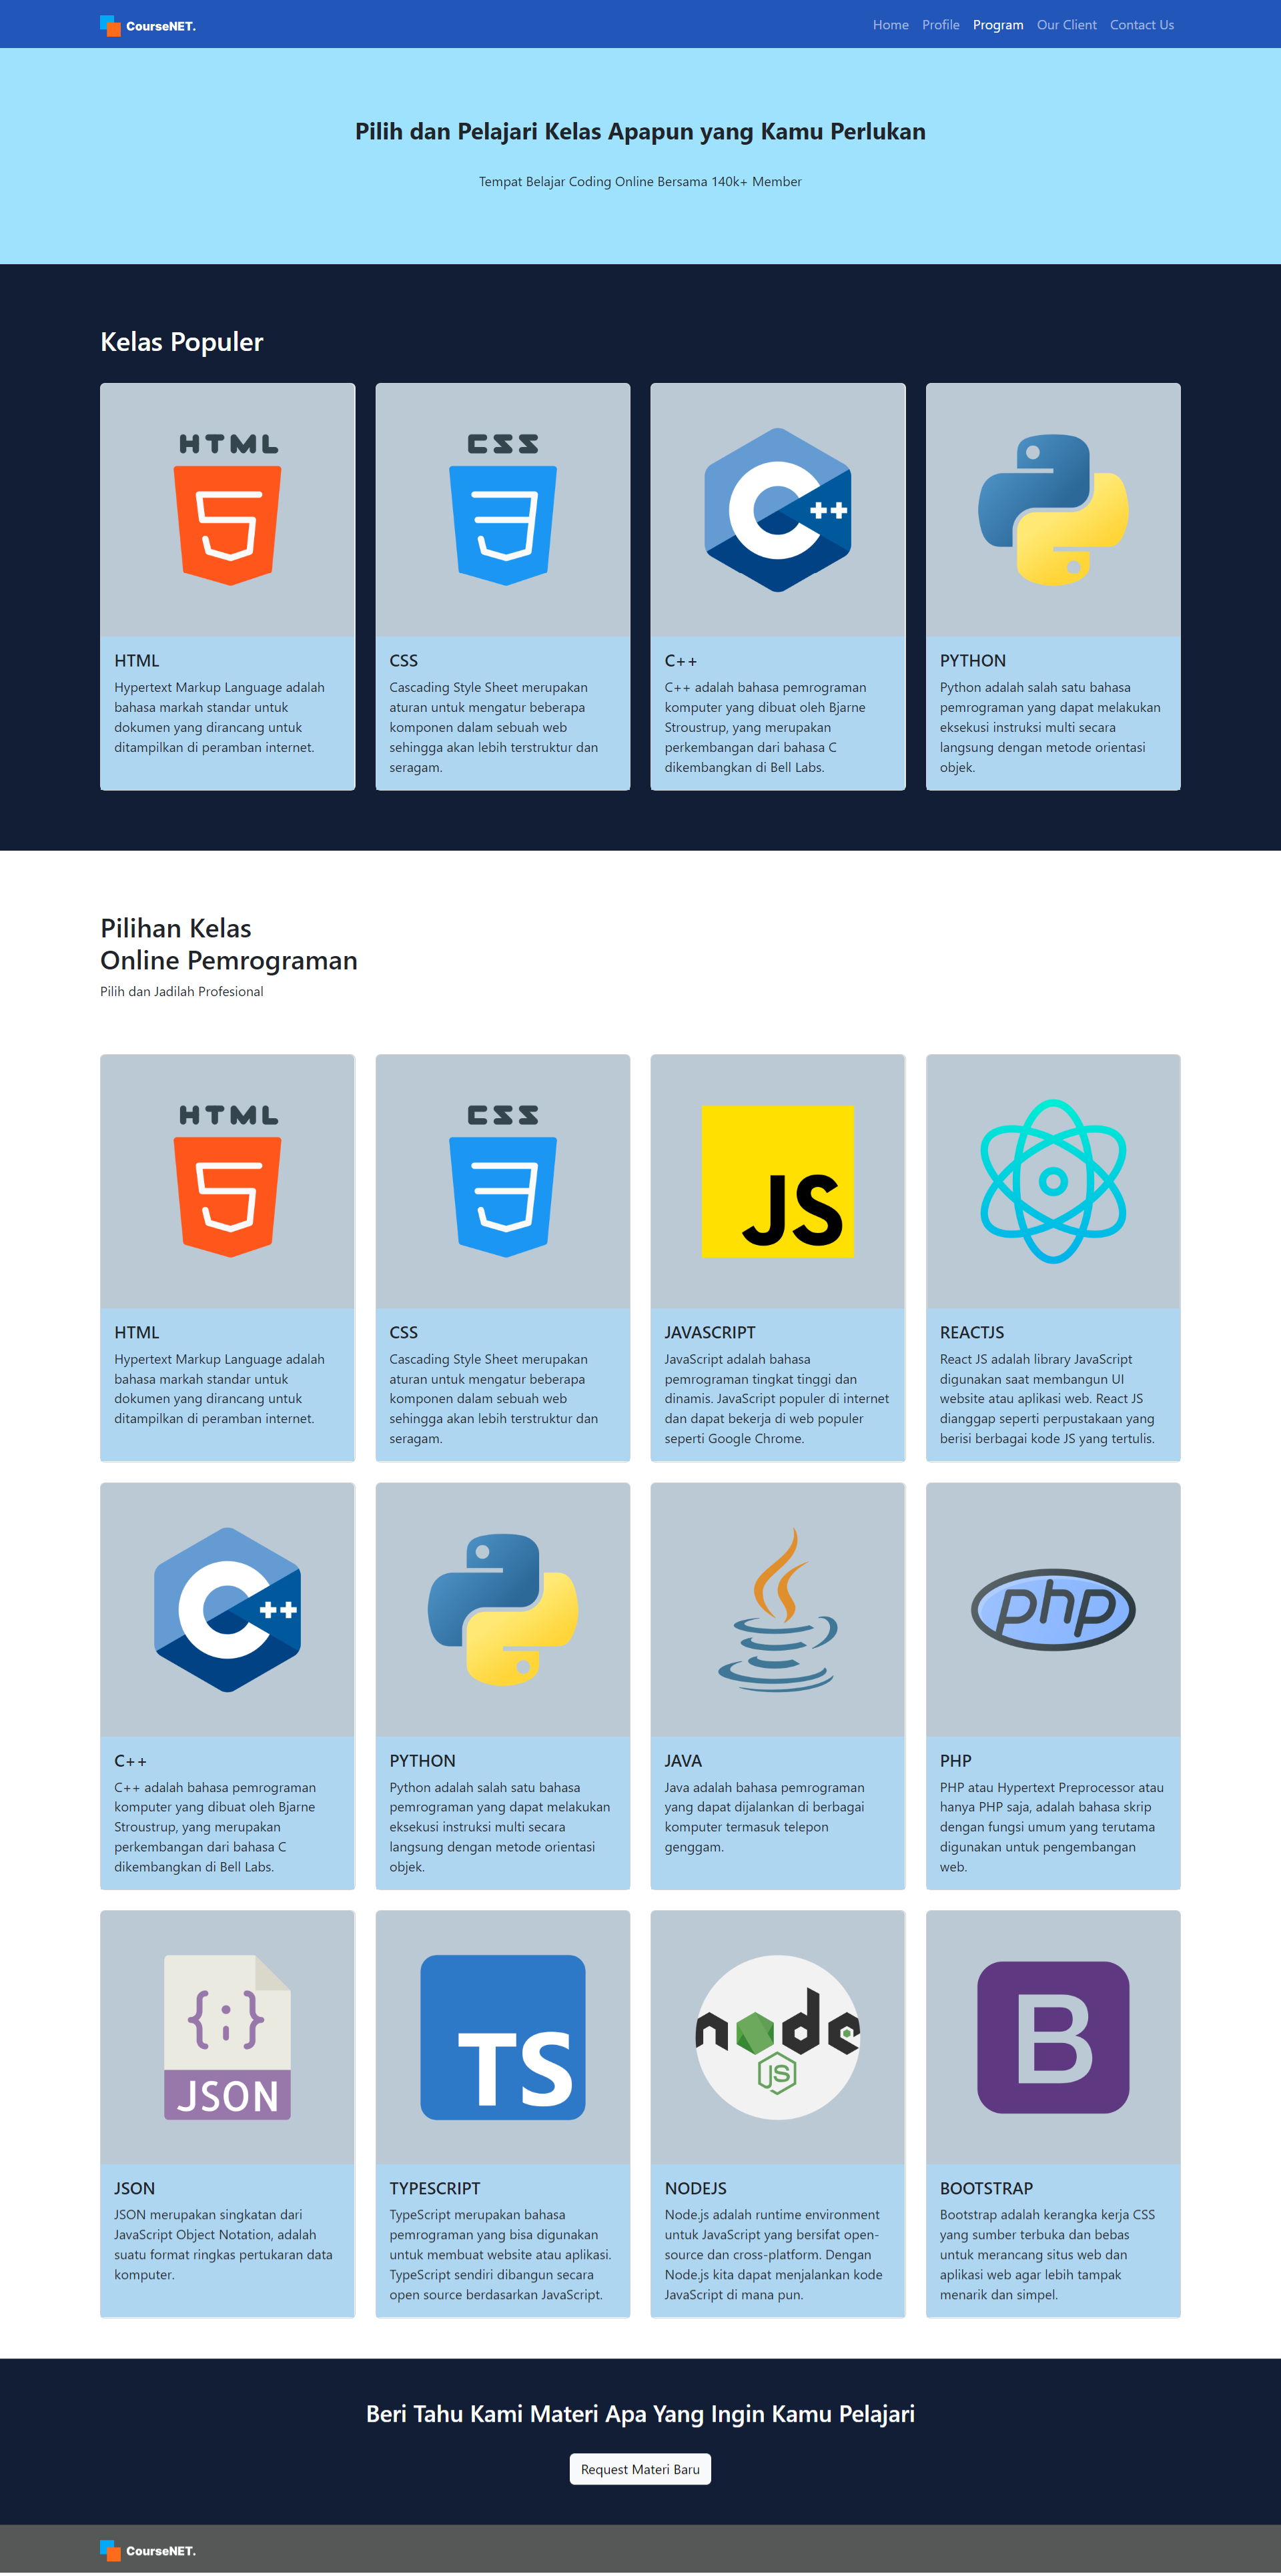 CourseNET.
Home Profile Program Our Client Contact Us
Pilih dan Pelajari Kelas Apapun yang Kamu Perlukan
Tempat Belajar Coding Online Bersama 140k+ Member
Kelas Populer
HTML
HTML
Hypertext Markup Language adalah
bahasa markah standar untuk
dokumen yang dirancang untuk
ditampilkan di peramban internet.
CSS
CSS
Cascading Style Sheet merupakan
aturan untuk mengatur beberapa
komponen dalam sebuah web
sehingga akan lebih terstruktur dan
seragam.
C++
C++
C++ adalah bahasa pemrograman
komputer yang dibuat oleh Bjarne
Stroustrup, yang merupakan
perkembangan dari bahasa C
dikembangkan di Bell Labs.
PYTHON
Python adalah salah satu bahasa
pemrograman yang dapat melakukan
eksekusi instruksi multi secara
langsung dengan metode orientasi
objek.
Pilihan Kelas
Online Pemrograman
Pilih dan Jadilah Profesional
HTML
HTML
Hypertext Markup Language adalah
bahasa markah standar untuk
dokumen yang dirancang untuk
ditampilkan di peramban internet.
CSS
CSS
Cascading Style Sheet merupakan
aturan untuk mengatur beberapa
komponen dalam sebuah web
sehingga akan lebih terstruktur dan
seragam.
JS
JAVASCRIPT
JavaScript adalah bahasa
pemrograman tingkat tinggi dan
dinamis. JavaScript populer di internet
dan dapat bekerja di web populer
seperti Google Chrome.
REACTJS
React JS adalah library JavaScript
digunakan saat membangun UI
website atau aplikasi web. React JS
dianggap seperti perpustakaan yang
berisi berbagai kode JS yang tertulis.
C++
C++
C++ adalah bahasa pemrograman
komputer yang dibuat oleh Bjarne
Stroustrup, yang merupakan
perkembangan dari bahasa C
dikembangkan di Bell Labs.
PYTHON
Python adalah salah satu bahasa
pemrograman yang dapat melakukan
eksekusi instruksi multi secara
langsung dengan metode orientasi
objek.
JAVA
Java adalah bahasa pemrograman
yang dapat dijalankan di berbagai
komputer termasuk telepon
genggam.
php
PHP
PHP atau Hypertext Preprocessor atau
hanya PHP saja, adalah bahasa skrip
dengan fungsi umum yang terutama
digunakan untuk pengembangan
web.
{;}
JSON
JSON
JSON merupakan singkatan dari
JavaScript Object Notation, adalah
suatu format ringkas pertukaran data
komputer.
TS
TYPESCRIPT
TypeScript merupakan bahasa
pemrograman yang bisa digunakan
untuk membuat website atau aplikasi.
TypeScript sendiri dibangun secara
open source berdasarkan JavaScript.
node
JS
NODEJS
Node.js adalah runtime environment
untuk JavaScript yang bersifat open-
source dan cross-platform. Dengan
Node.js kita dapat menjalankan kode
JavaScript di mana pun.
B
BOOTSTRAP
Bootstrap adalah kerangka kerja CSS
yang sumber terbuka dan bebas
untuk merancang situs web dan
aplikasi web agar lebih tampak
menarik dan simpel.
Beri Tahu Kami Materi Apa Yang Ingin Kamu Pelajari
Request Materi Baru
CourseNET.